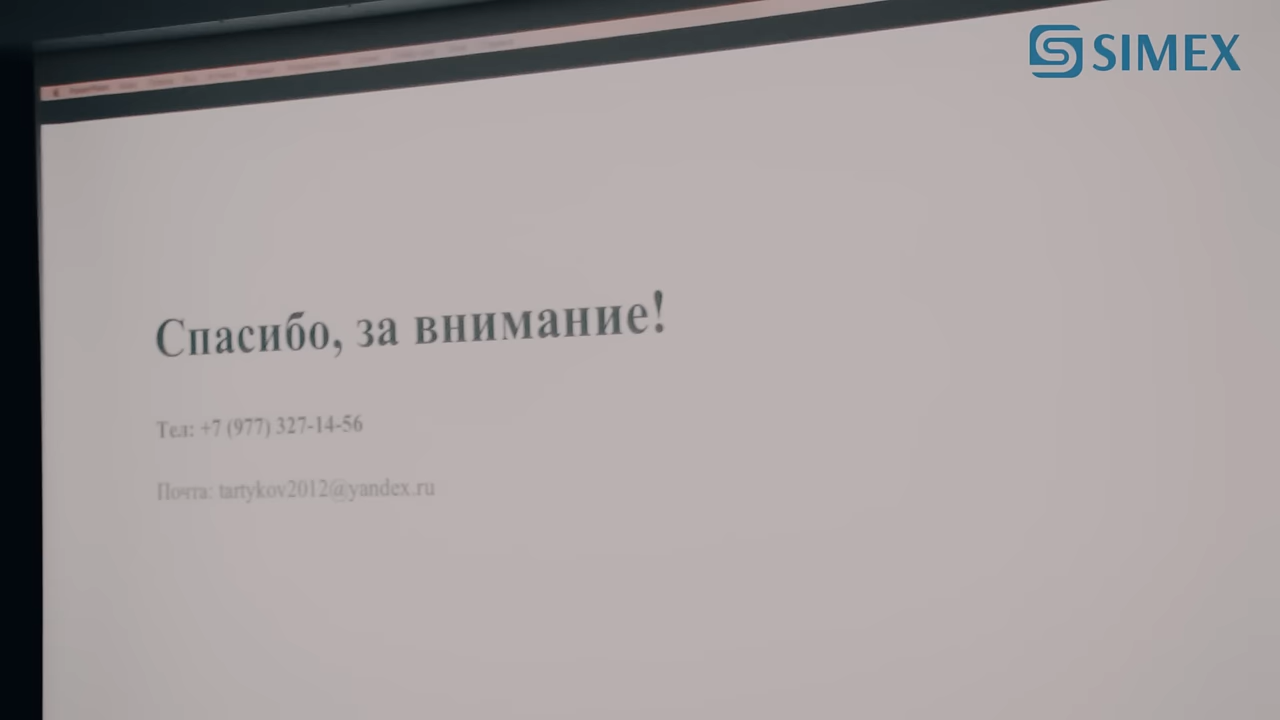 SIMEX
Спасибо, за внимание!
Тел: +7 (977) 327-14-56
Почта: tartykov2012@yandex.ru